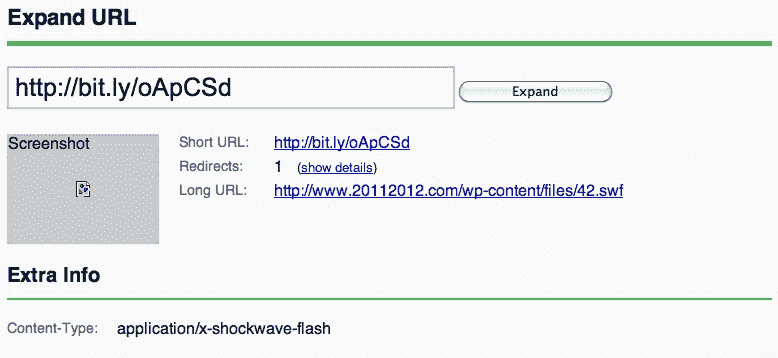 Expand URL
http://bit.ly/oApCSd Expand
Screenshot
Short URL: http://bit.ly/oApCSd
Redirects: 1 (show details)
Long URL: http://www.20112012.com/wp-content/files/42.swf
Extra Info
Content-Type: application/x-shockwave-flash